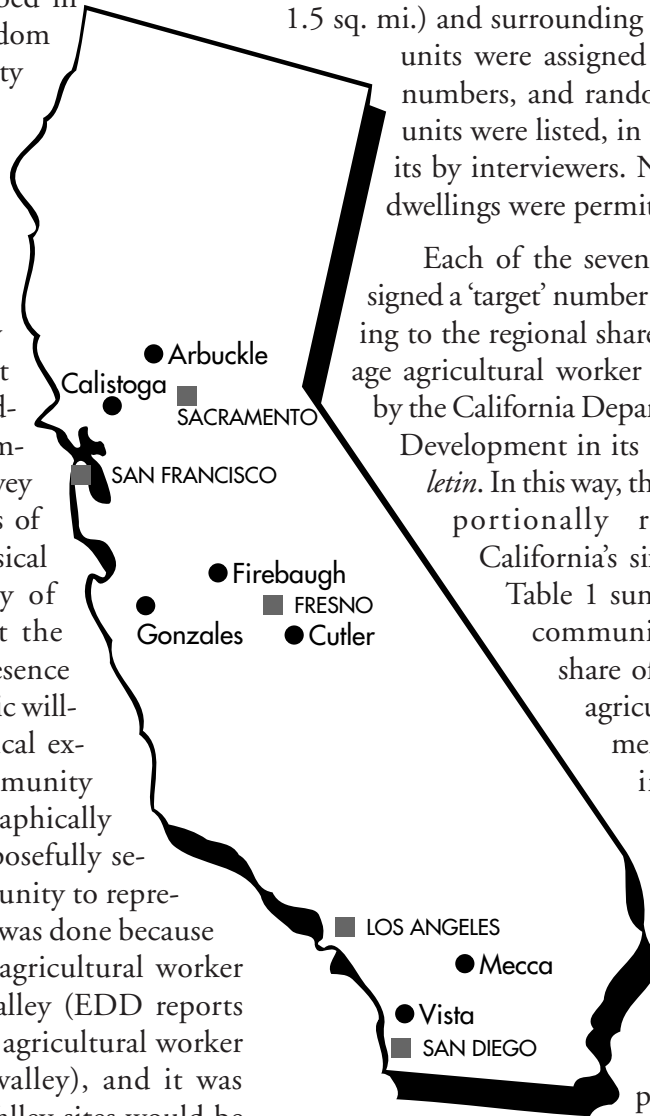 in
dom
ty
t
d-
m-
vey
s of
sical
y of
t the
esence
ic will-
cal ex-
munity
aphically
posefully se-
unity to repre-
was done because
agricultural worker
alley (EDD reports
agricultural worker
valley), and it was
alley sites would be
Arbuckle
Calistoga
SACRAMENTO
SAN FRANCISCO
Firebaugh
FRESNO
Gonzales
Cutler
LOS ANGELES
Mecca
Vista
SAN DIEGO
1.5 sq. mi.) and surrounding
units were assigned
numbers, and rando
units were listed, in
its by interviewers. N
dwellings were permit
Each of the seven
signed a ‘target’ number
ing to the regional share
age agricultural worker
by the California Depar
Development in its
letin. In this way, th
portionally r
California’s si
Table 1 sum
communi
share of
agricu
me
i
p